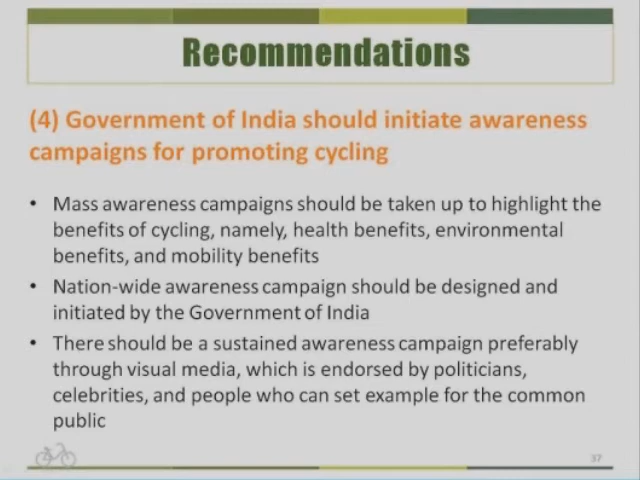 Recommendations
(4) Government of India should initiate awareness
campaigns for promoting cycling
• Mass awareness campaigns should be taken up to highlight the
benefits of cycling, namely, health benefits, environmental
benefits, and mobility benefits
• Nation-wide awareness campaign should be designed and
initiated by the Government of India
• There should be a sustained awareness campaign preferably
through visual media, which is endorsed by politicians,
celebrities, and people who can set example for the common
public
37